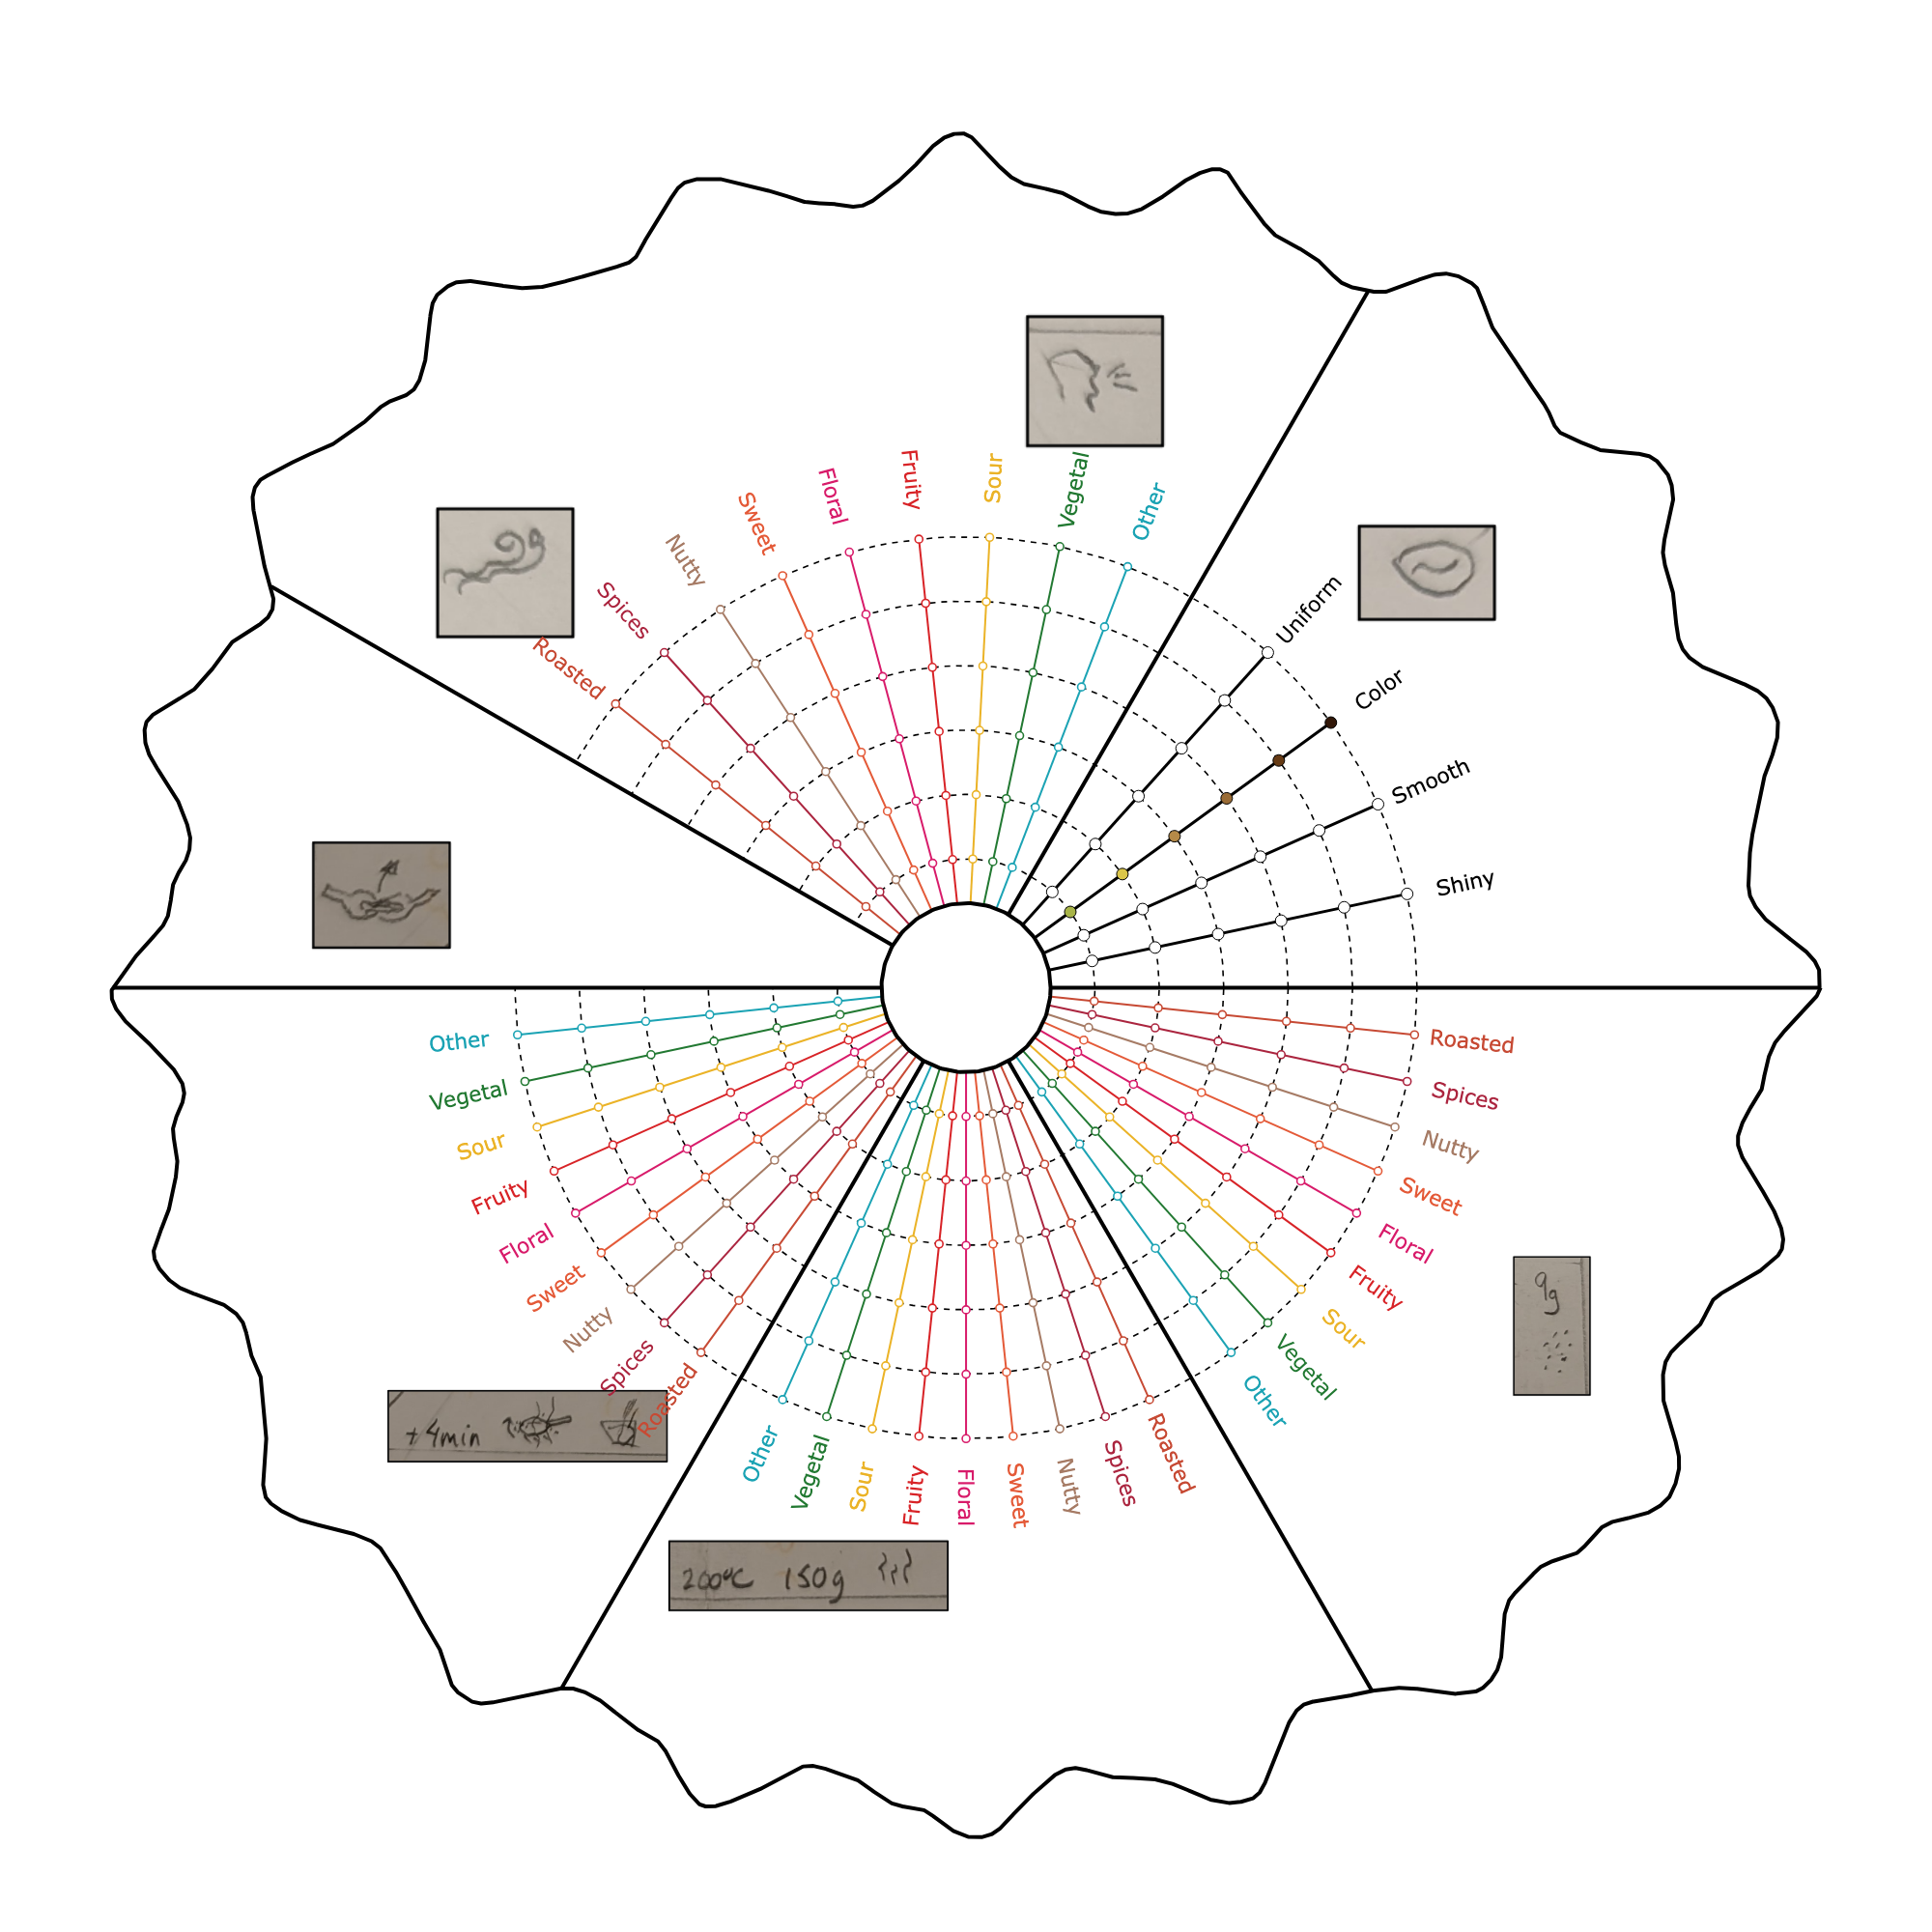 Roasted
Spices
Nutty
Sweet
Floral
Fruity
Sour
Vegetal
Other
Uniform
Color
Smooth
Shiny
Roasted
Spices
Nutty
Sweet
Floral
Fruity
Sour
Vegetal
Other
9g
Roasted
Spices
Nutty
Sweet
Floral
Fruity
Sour
Vegetal
Other
200°C 150g
Roasted
Spices
Nutty
Sweet
Floral
Fruity
Sour
Vegetal
Other
+4min